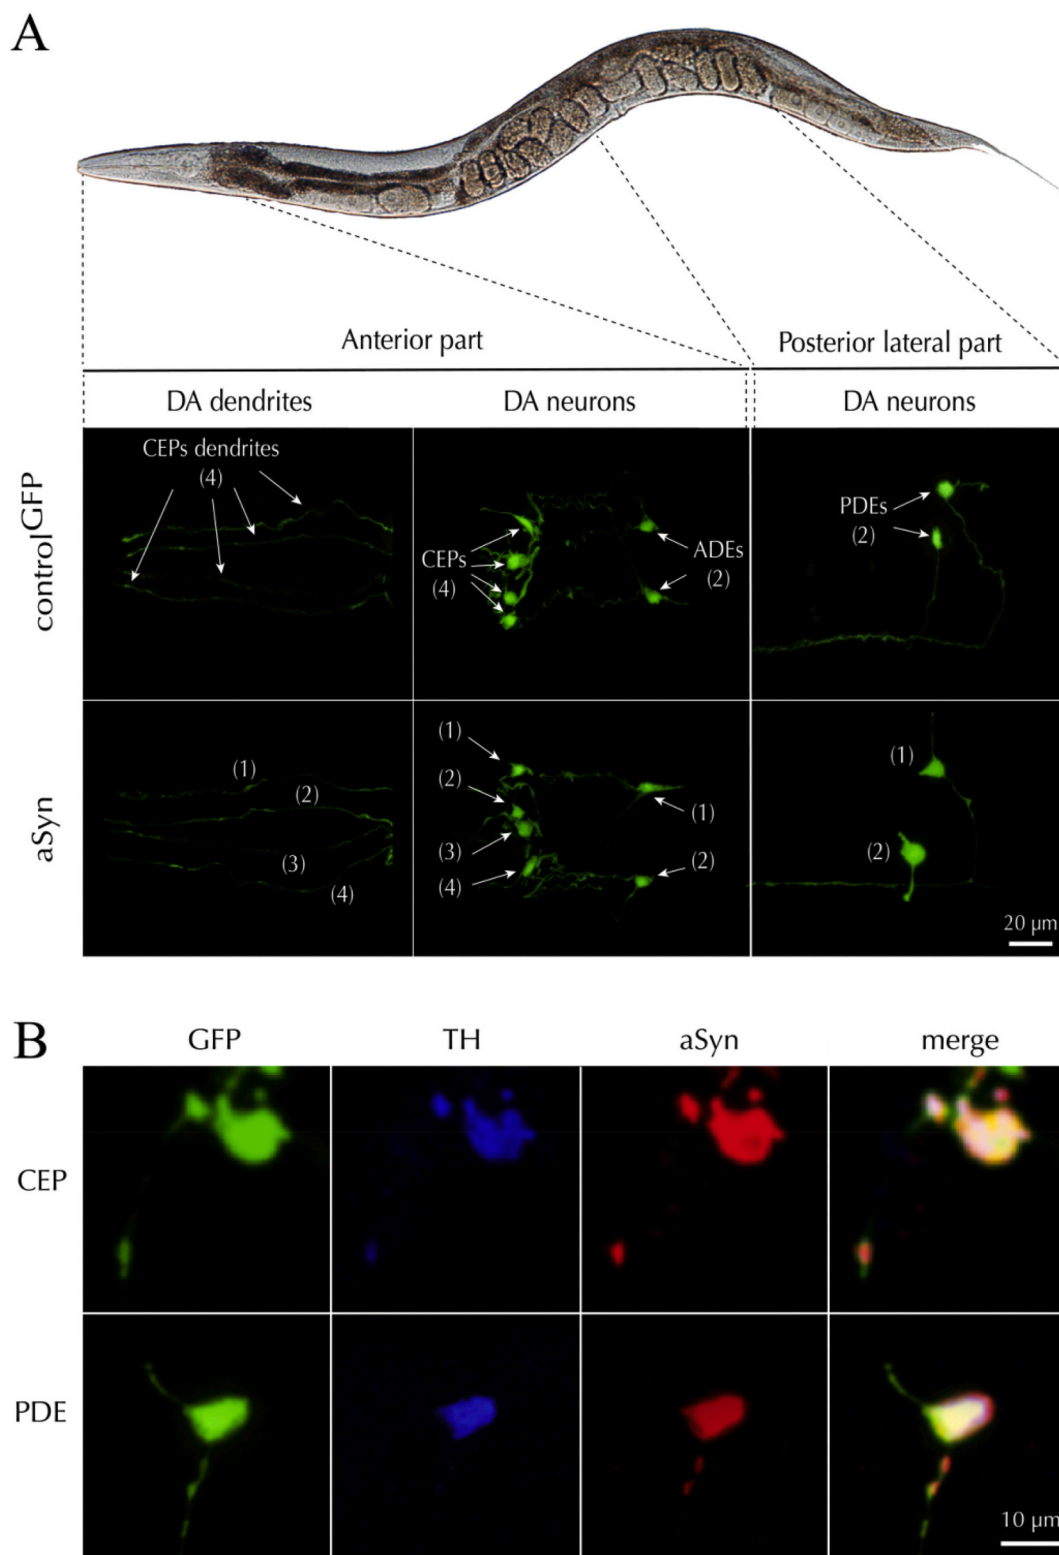 A
Anterior part
Posterior lateral part
DA dendrites
DA neurons
DA neurons
control GFP
CEPs dendrites
(4)
CEPs
(4)
ADEs
(2)
PDEs
(2)
aSyn
(1)
(2)
(3)
(4)
(1)
(2)
(3)
(4)
(1)
(2)
(1)
(2)
20 µm
B
GFP
TH
aSyn
merge
CEP
PDE
10 µm